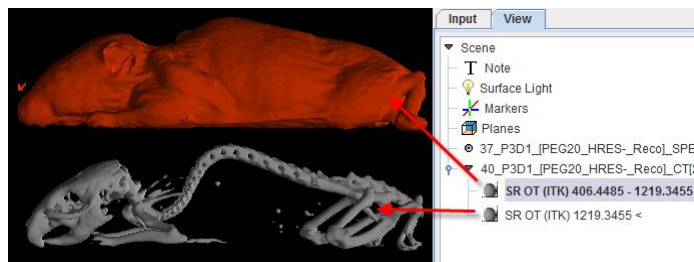 Input
View
Scene
Note
Surface Light
Markers
Planes
37_P3D1_[PEG20_HRES-_Reco]_SPE
40_P3D1_[PEG20_HRES-_Reco]_CT[2
SR OT (ITK) 406.4485 - 1219.3455
SR OT (ITK) 1219.3455 <